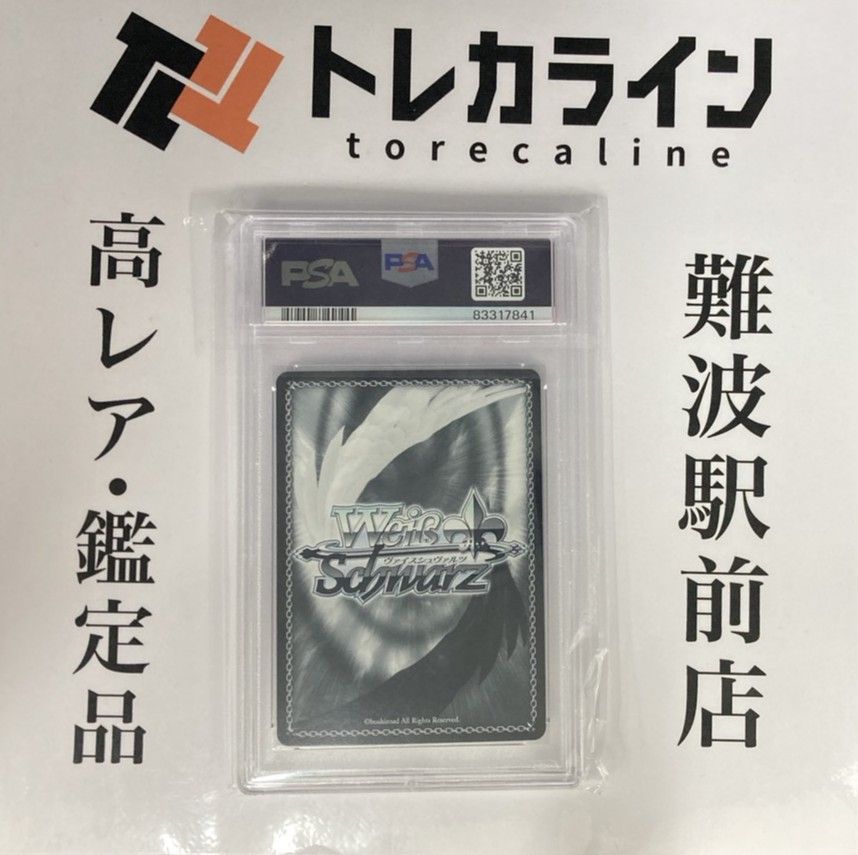 トレカライン
torecaline
高レア・鑑定品
難波駅前店
PSA
PSA
83317841
Weiß
ヴァイスシュヴァルツ
Schwarz
©bushiroad All Rights Reserved.